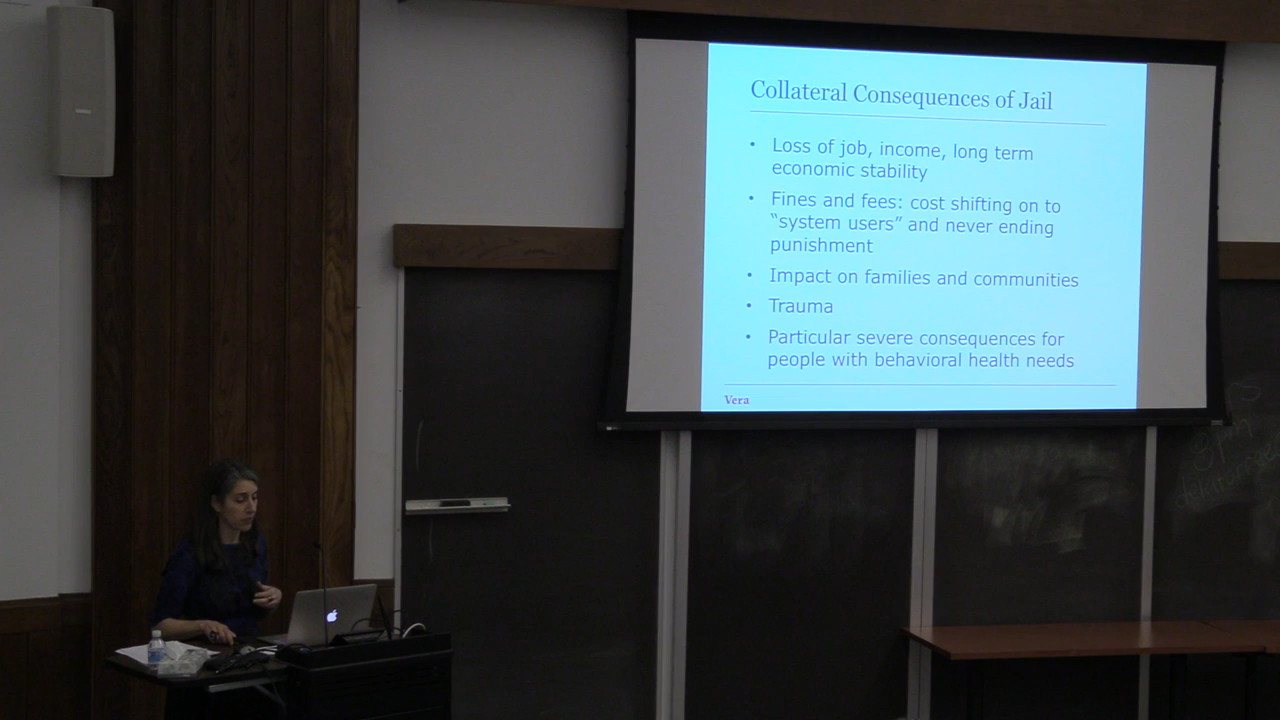 Collateral Consequences of Jail
• Loss of job, income, long term
economic stability
• Fines and fees: cost shifting on to
“system users” and never ending
punishment
• Impact on families and communities
• Trauma
• Particular severe consequences for
people with behavioral health needs
Vera